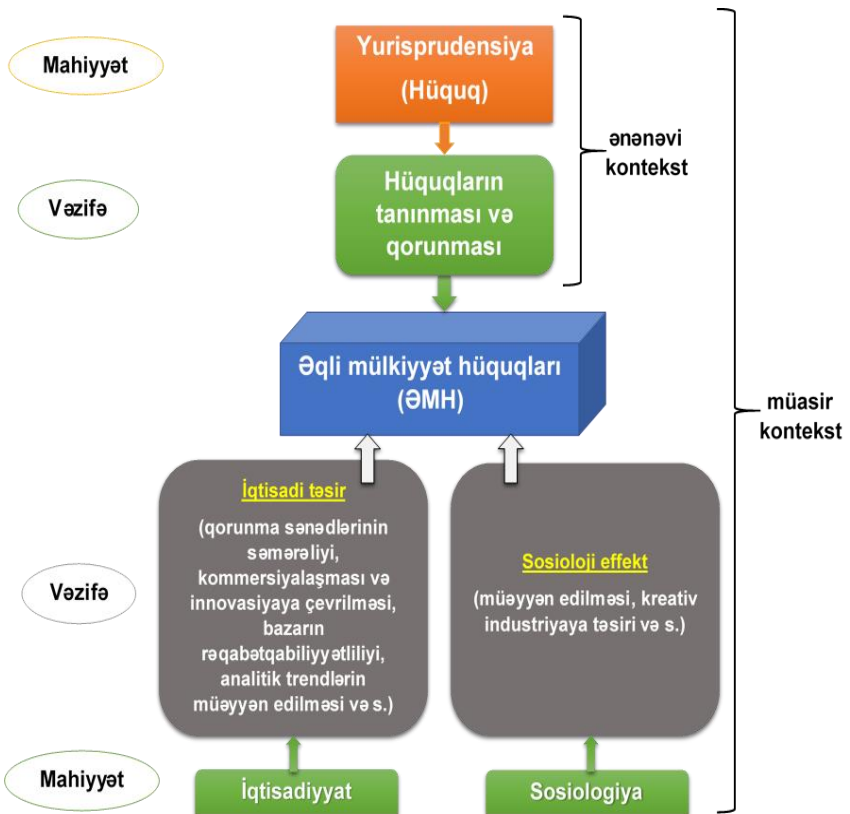 Mahiyyət
Yurisprudensiya
(Hüquq)
ənənəvi
kontekst
Vəzifə
Hüquqların
tanınması və
qorunması
Əqli mülkiyyət hüquqları
(ƏMH)
müasir
kontekst
Vəzifə
İqtisadi təsir
(qorunma sənədlərinin
səmərəliyi,
kommersiyalaşması və
innovasiyaya çevrilməsi,
bazarın
rəqabətqabiliyyətliliyi,
analitik trendlərin
müəyyən edilməsi və s.)
Sosioloji effekt
(müəyyən edilməsi, kreativ
industriyaya təsiri və s.)
Mahiyyət
İqtisadiyyat
Sosiologiya